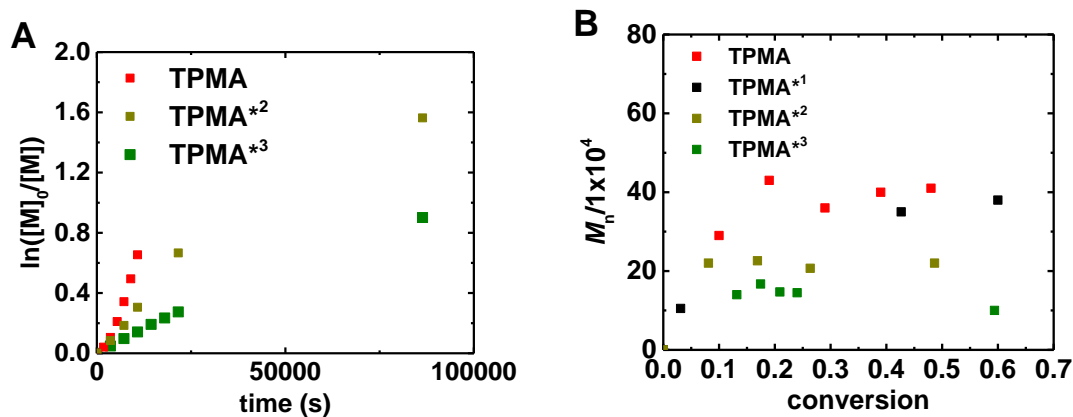 A
2.0
1.6
1.2
0.8
0.4
0.0
ln([M]₀/[M])
TPMA
TPMA*²
TPMA*³
0
50000
100000
time (s)
B
80
60
40
20
0
Mₙ/1x10⁴
TPMA
TPMA*¹
TPMA*²
TPMA*³
0.0 0.1 0.2 0.3 0.4 0.5 0.6 0.7
conversion